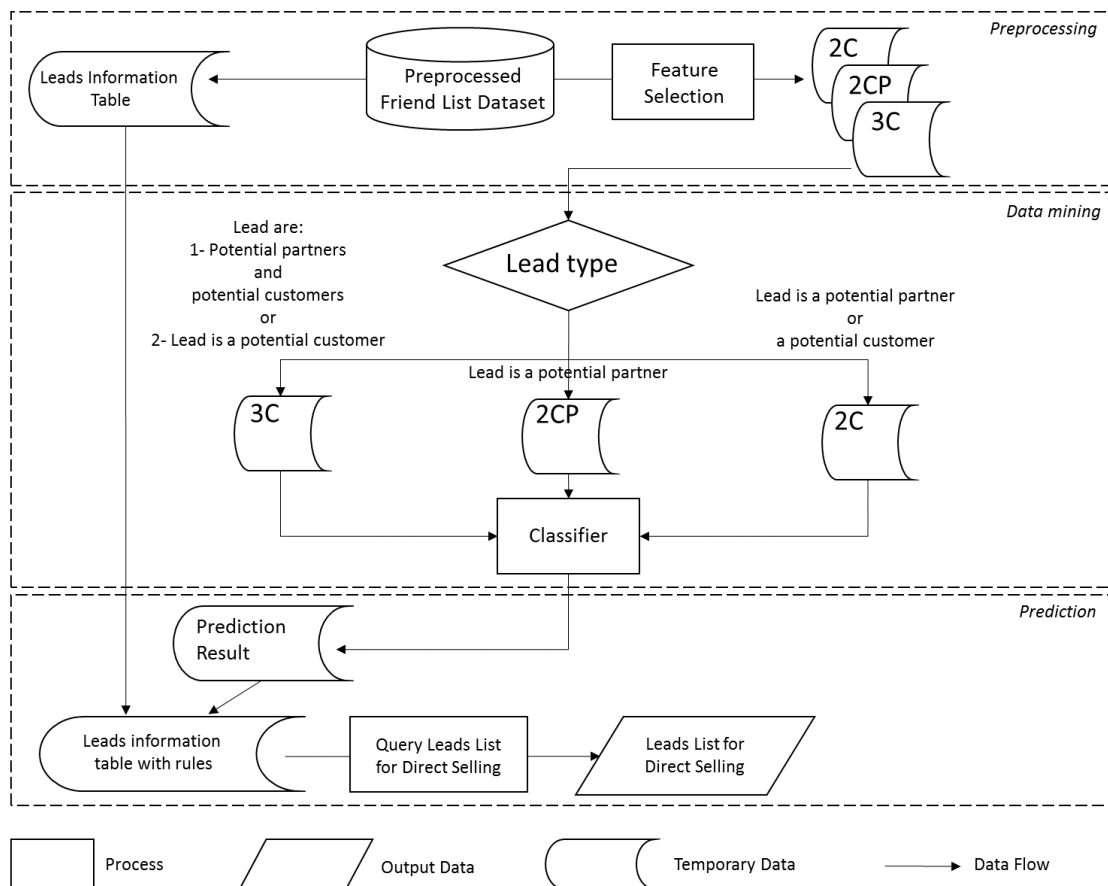 Preprocessing
Leads Information
Table
Preprocessed
Friend List Dataset
Feature
Selection
2C
2CP
3C
Data mining
Lead are:
1- Potential partners
and
potential customers
or
2- Lead is a potential customer
Lead type
Lead is a potential partner
or
a potential customer
Lead is a potential partner
3C
2CP
2C
Classifier
Prediction
Prediction
Result
Leads information
table with rules
Query Leads List
for Direct Selling
Leads List for
Direct Selling
Process
Output Data
Temporary Data
Data Flow